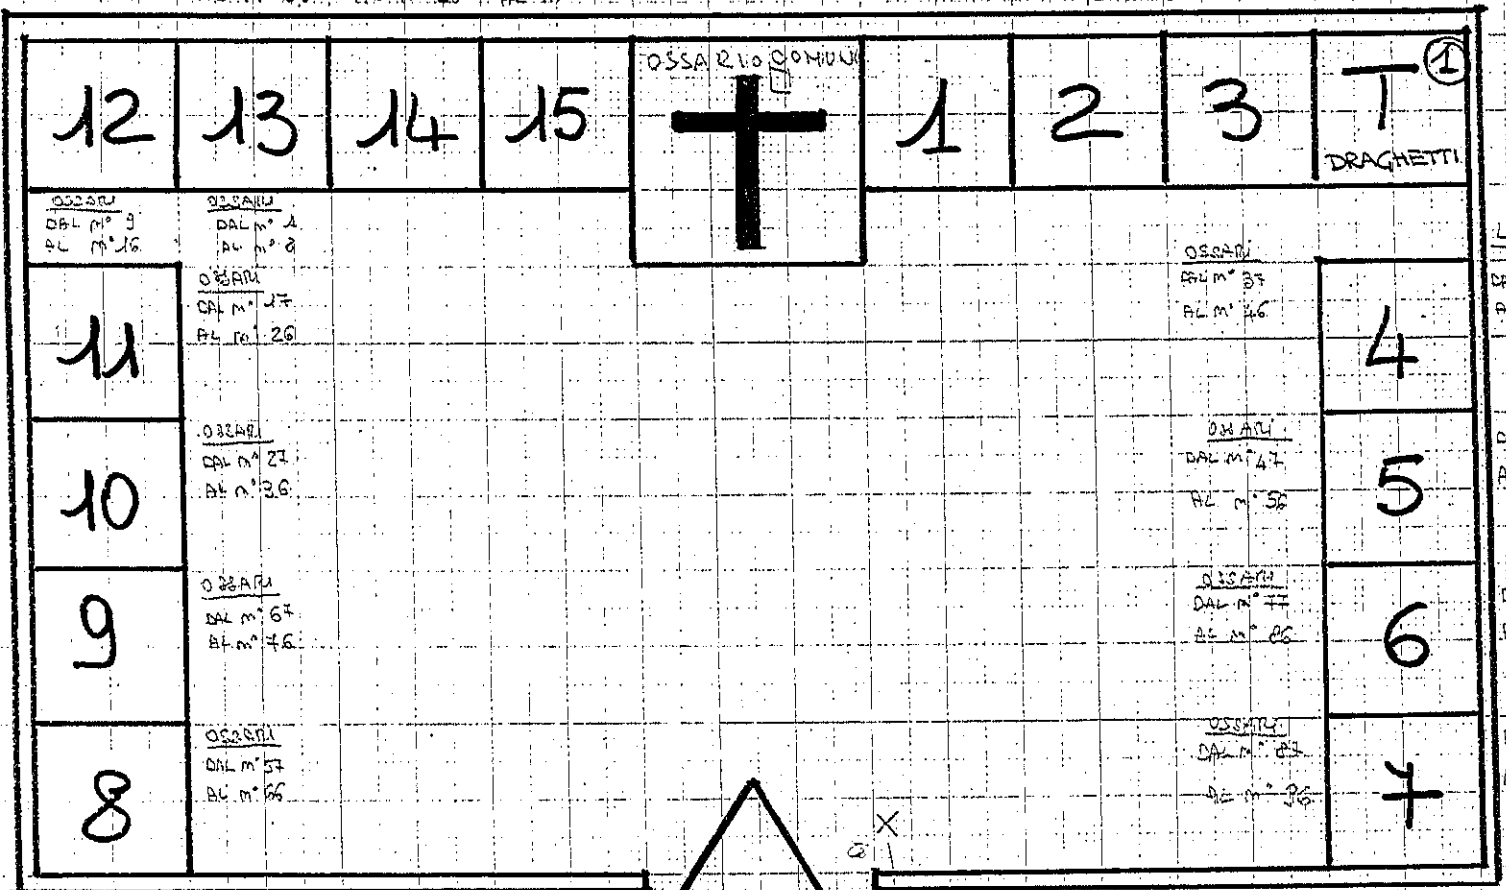 12 13 14 15 OSSARIO COMUNE 1 2 3 T 1
DRAGHETTI
OSSARI
DAL N° 9
AL N° 16
OSSARI
DAL N° 1
AL N° 8
11
OSSARI
DAL N° 17
AL N° 26
OSSARI
DAL N° 37
AL N° 46
4
10
OSSARI
DAL N° 27
AL N° 36
OSSARI
DAL N° 47
AL N° 56
5
9
OSSARI
DAL N° 67
AL N° 76
OSSARI
DAL N° 77
AL N° 86
6
8
OSSARI
DAL N° 57
AL N° 66
OSSARI
DAL N° 87
AL N° 96
7
X